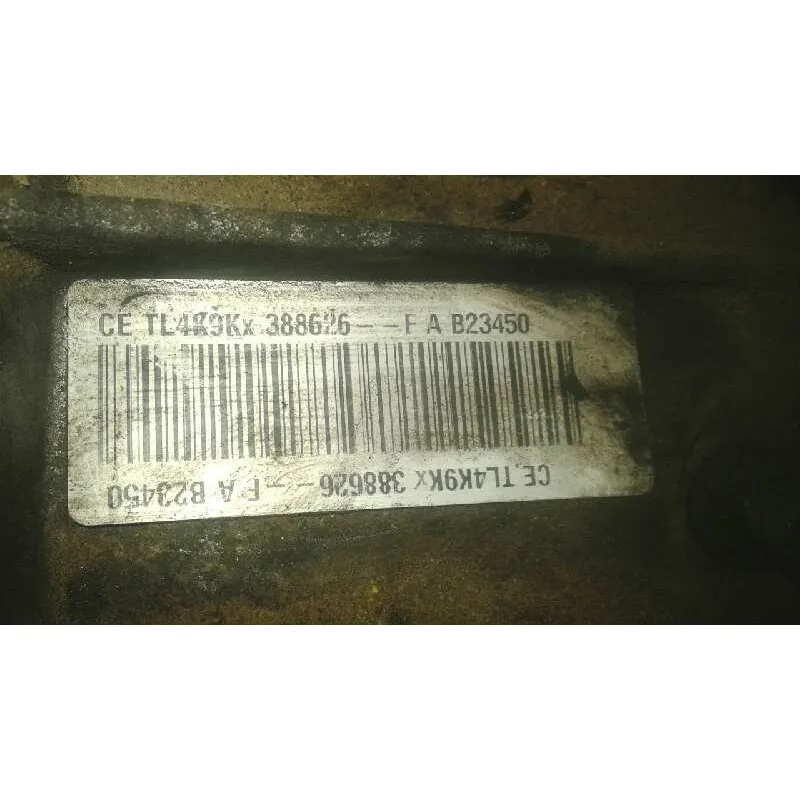 CE TL4K9Kx 388626--F A B23450
CE.TL4K9Kx 388626--F A B23450